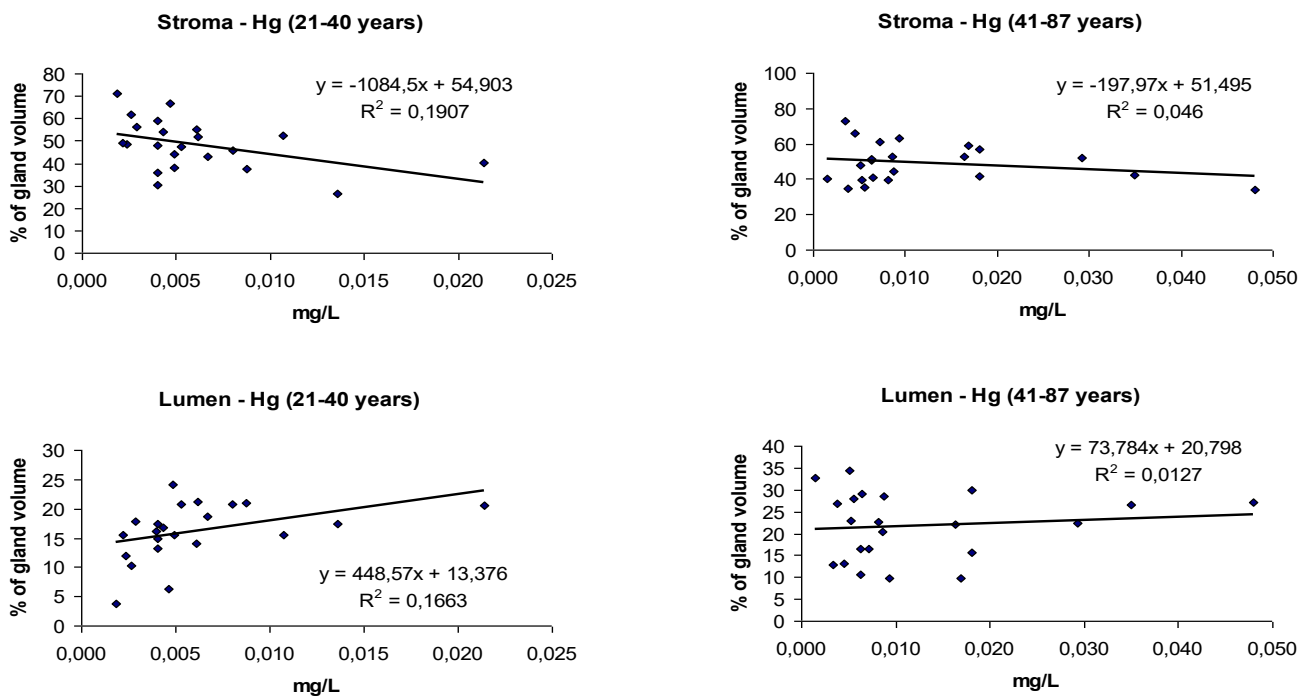 Stroma - Hg (21-40 years)
y = -1084,5x + 54,903
R² = 0,1907
% of gland volume
80
70
60
50
40
30
20
10
0
0,000 0,005 0,010 0,015 0,020 0,025
mg/L
Stroma - Hg (41-87 years)
y = -197,97x + 51,495
R² = 0,046
% of gland volume
100
80
60
40
20
0
0,000 0,010 0,020 0,030 0,040 0,050
mg/L
Lumen - Hg (21-40 years)
% of gland volume
30
25
20
15
10
5
0
y = 448,57x + 13,376
R² = 0,1663
0,000 0,005 0,010 0,015 0,020 0,025
mg/L
Lumen - Hg (41-87 years)
y = 73,784x + 20,798
R² = 0,0127
% of gland volume
40
35
30
25
20
15
10
5
0
0,000 0,010 0,020 0,030 0,040 0,050
mg/L